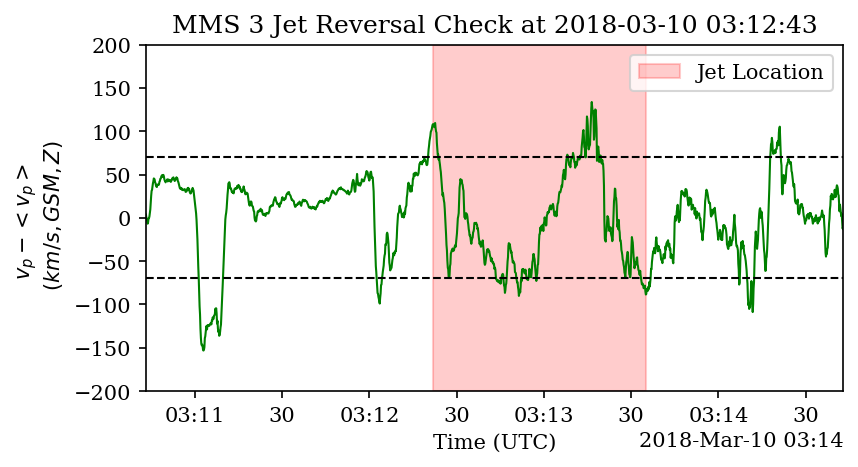 MMS 3 Jet Reversal Check at 2018-03-10 03:12:43
Jet Location
200
150
100
50
0
−50
−100
−150
−200
v_p − < v_p >
(km/s, GSM, Z)
03:11
30
03:12
30
03:13
30
03:14
30
Time (UTC)
2018-Mar-10 03:14